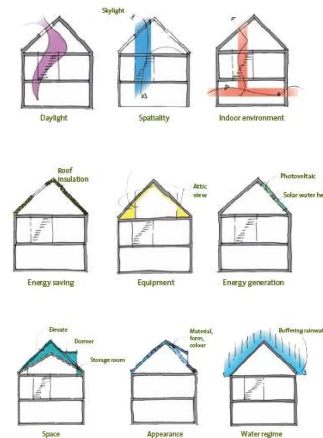 Skylight
Daylight
Spatiality
Indoor environment
Roof
insulation
Attic
view
Photovoltaic
Solar water he
Energy saving
Equipment
Energy generation
Elevate
Dormer
Storage room
Material,
form,
colour
Buffering rainwa
Space
Appearance
Water regime